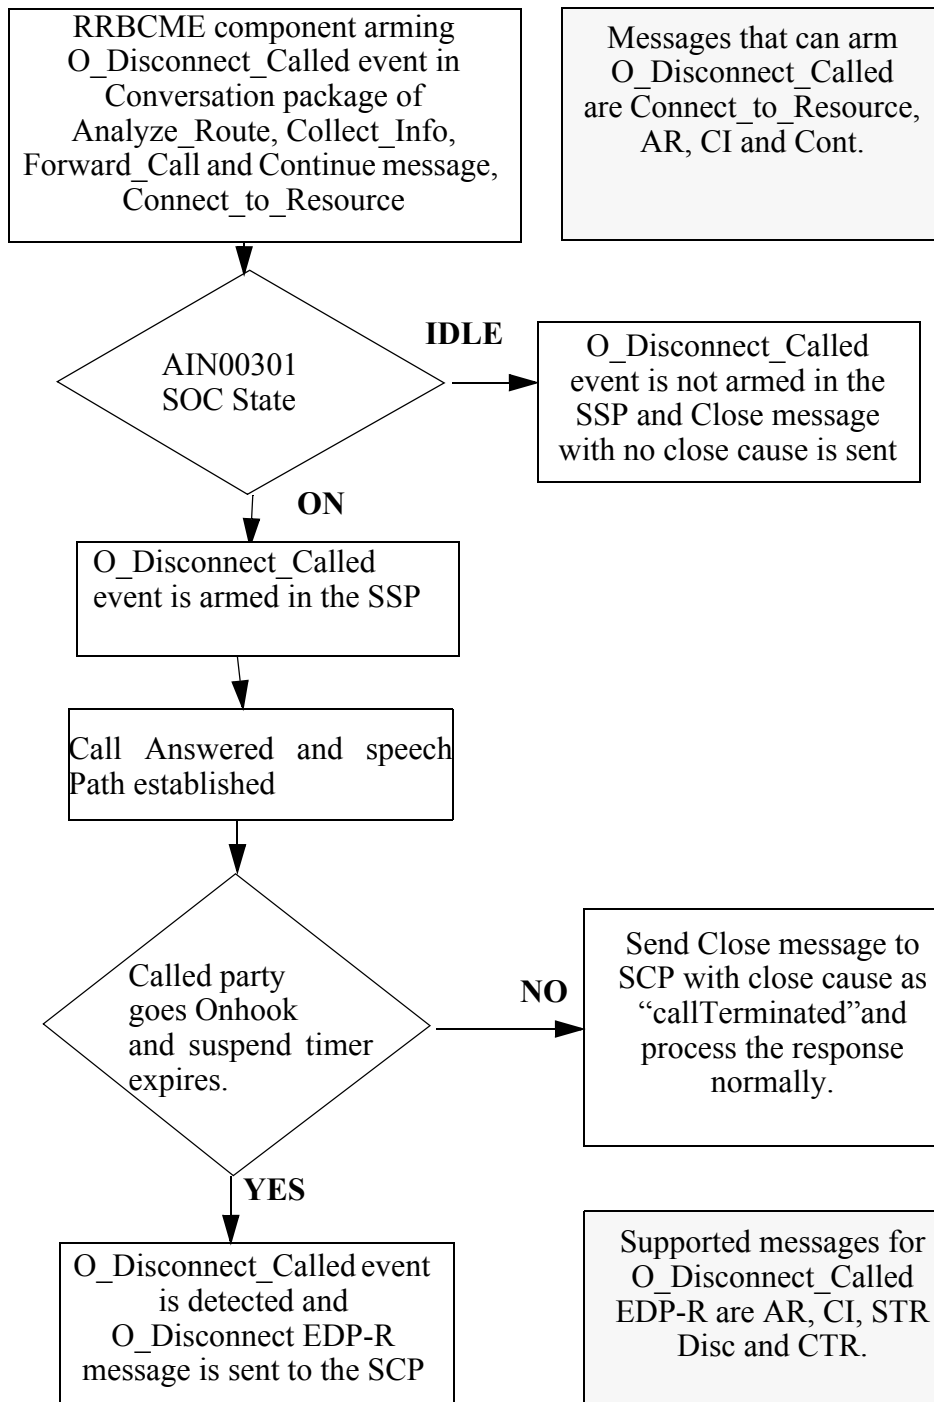 RRBCME component arming
O_Disconnect_Called event in
Conversation package of
Analyze_Route, Collect_Info,
Forward_Call and Continue message,
Connect_to_Resource
Messages that can arm
O_Disconnect_Called
are Connect_to_Resource,
AR, CI and Cont.
AIN00301
SOC State
IDLE
O_Disconnect_Called
event is not armed in the
SSP and Close message
with no close cause is sent
ON
O_Disconnect_Called
event is armed in the SSP
Call Answered and speech
Path established
Called party
goes Onhook
and suspend timer
expires.
NO
Send Close message to
SCP with close cause as
“callTerminated”and
process the response
normally.
YES
O_Disconnect_Called event
is detected and
O_Disconnect EDP-R
message is sent to the SCP
Supported messages for
O_Disconnect_Called
EDP-R are AR, CI, STR
Disc and CTR.